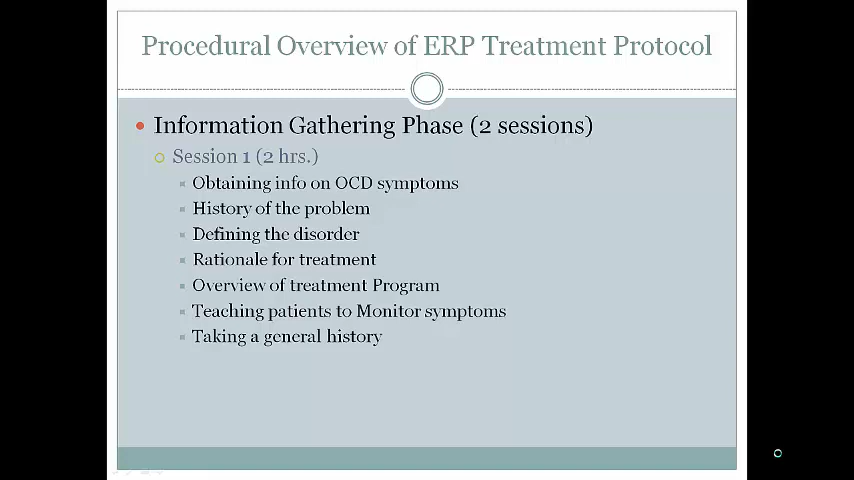 Procedural Overview of ERP Treatment Protocol
Information Gathering Phase (2 sessions)
Session 1 (2 hrs.)
Obtaining info on OCD symptoms
History of the problem
Defining the disorder
Rationale for treatment
Overview of treatment Program
Teaching patients to Monitor symptoms
Taking a general history